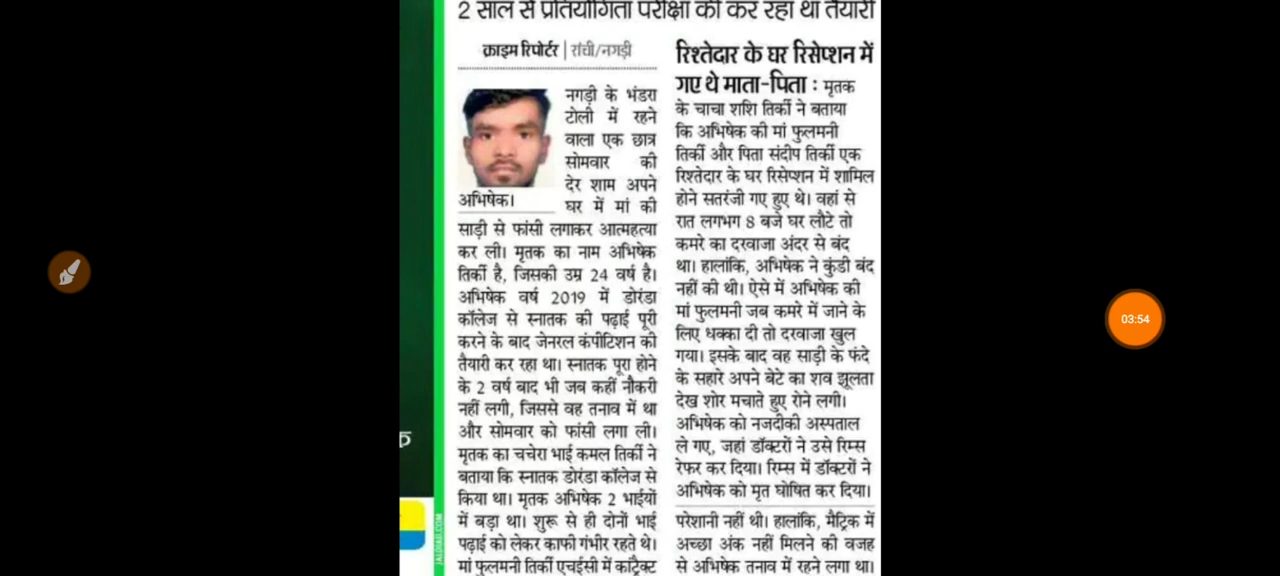 2 साल से प्रतियोगिता परीक्षा की कर रहा था तैयारी
क्राइम रिपोर्टर | रांची/नगड़ी
नगड़ी के भंडरा
टोली में रहने
वाला एक छात्र
सोमवार की
देर शाम अपने
घर में मां की
अभिषेक।
साड़ी से फांसी लगाकर आत्महत्या
कर ली। मृतक का नाम अभिषेक
तिर्की है, जिसकी उम्र 24 वर्ष है।
अभिषेक वर्ष 2019 में डोरंडा
कॉलेज से स्नातक की पढ़ाई पूरी
करने के बाद जेनरल कंपीटिशन की
तैयारी कर रहा था। स्नातक पूरा होने
के 2 वर्ष बाद भी जब कहीं नौकरी
नहीं लगी, जिससे वह तनाव में था
और सोमवार को फांसी लगा ली।
मृतक का चचेरा भाई कमल तिर्की ने
बताया कि स्नातक डोरंडा कॉलेज से
किया था। मृतक अभिषेक 2 भाईयों
में बड़ा था। शुरू से ही दोनों भाई
पढ़ाई को लेकर काफी गंभीर रहते थे।
मां फुलमनी तिर्की एचईसी में कांट्रैक्ट
रिश्तेदार के घर रिसेप्शन में
गए थे माता-पिता : मृतक
के चाचा शशि तिर्की ने बताया
कि अभिषेक की मां फुलमनी
तिर्की और पिता संदीप तिर्की एक
रिश्तेदार के घर रिसेप्शन में शामिल
होने सतरंजी गए हुए थे। वहां से
रात लगभग 8 बजे घर लौटे तो
कमरे का दरवाजा अंदर से बंद
था। हालांकि, अभिषेक ने कुंडी बंद
नहीं की थी। ऐसे में अभिषेक की
मां फुलमनी जब कमरे में जाने के
लिए धक्का दी तो दरवाजा खुल
गया। इसके बाद वह साड़ी के फंदे
के सहारे अपने बेटे का शव झूलता
देख शोर मचाते हुए रोने लगी।
अभिषेक को नजदीकी अस्पताल
ले गए, जहां डॉक्टरों ने उसे रिम्स
रेफर कर दिया। रिम्स में डॉक्टरों ने
अभिषेक को मृत घोषित कर दिया।
परेशानी नहीं थी। हालांकि, मैट्रिक में
अच्छा अंक नहीं मिलने की वजह
से अभिषेक तनाव में रहने लगा था।
03:54